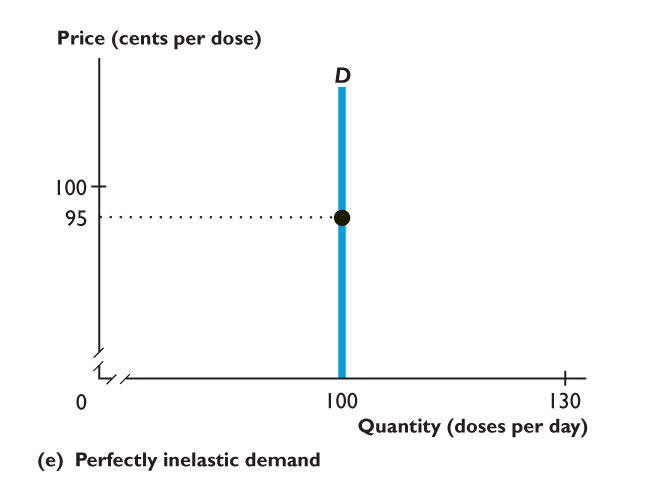 Price (cents per dose)
D
100
95
0
100
130
Quantity (doses per day)
(e) Perfectly inelastic demand